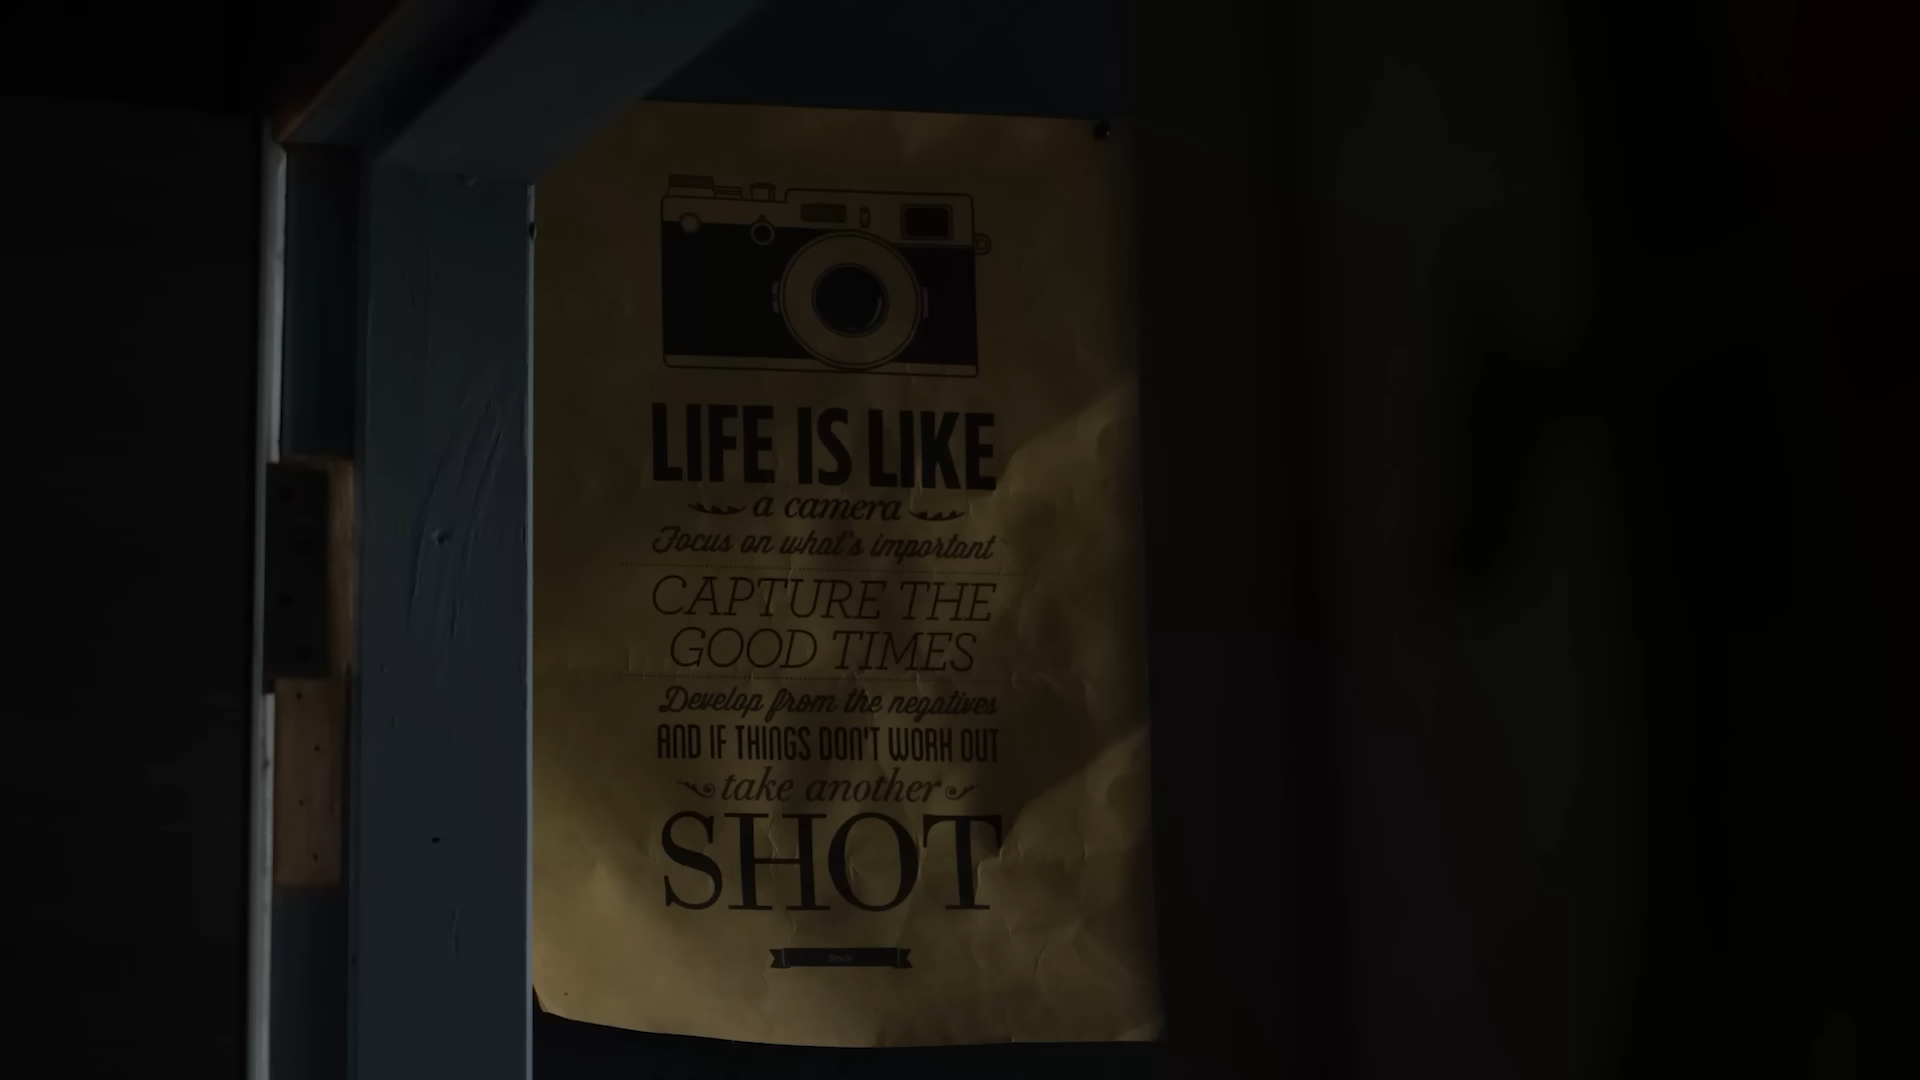 LIFE IS LIKE
a camera
Focus on what's important
CAPTURE THE
GOOD TIMES
Develop from the negatives
AND IF THINGS DON'T WORK OUT
take another
SHOT